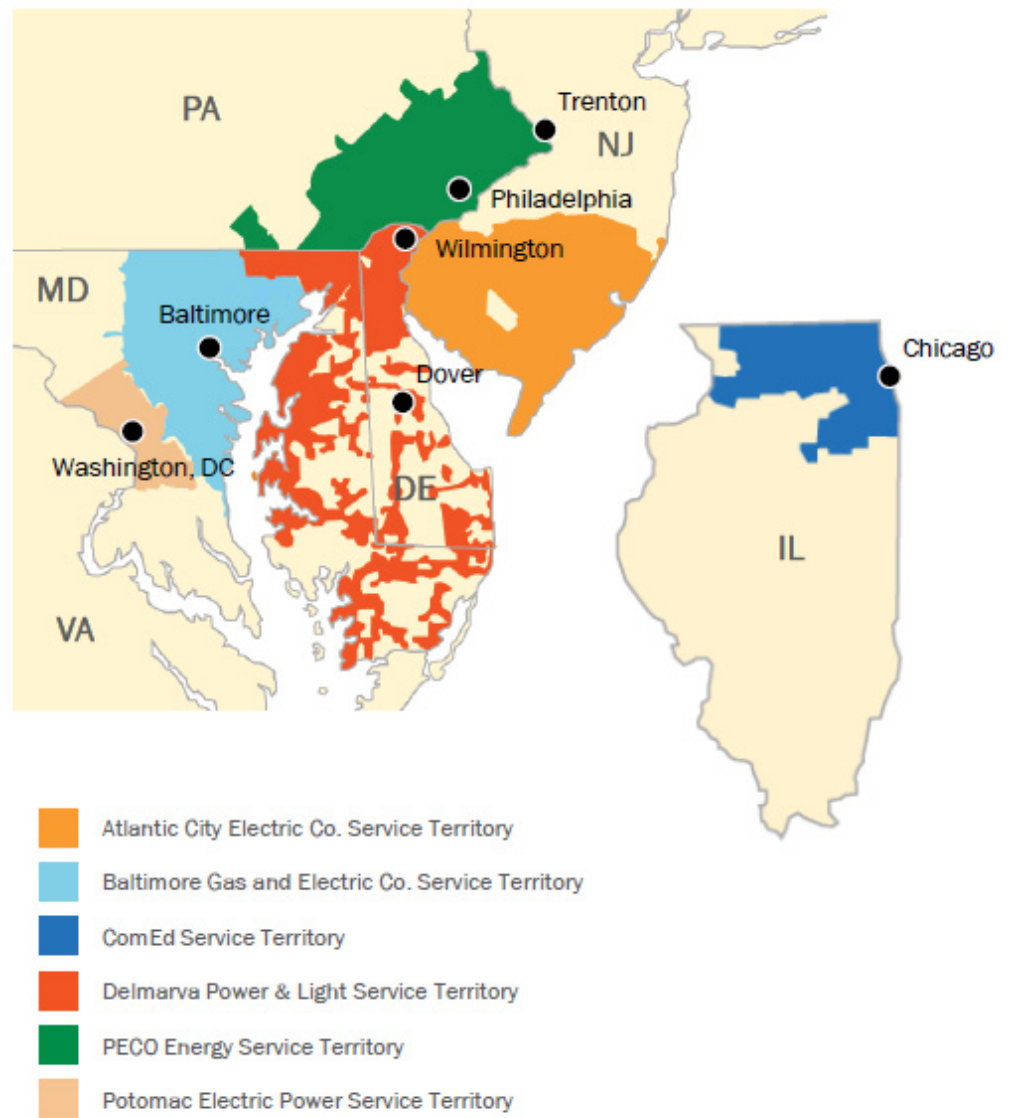 PA
Trenton
NJ
Philadelphia
Wilmington
MD
Baltimore
Chicago
Dover
Washington, DC
DE
IL
VA
Atlantic City Electric Co. Service Territory
Baltimore Gas and Electric Co. Service Territory
ComEd Service Territory
Delmarva Power & Light Service Territory
PECO Energy Service Territory
Potomac Electric Power Service Territory